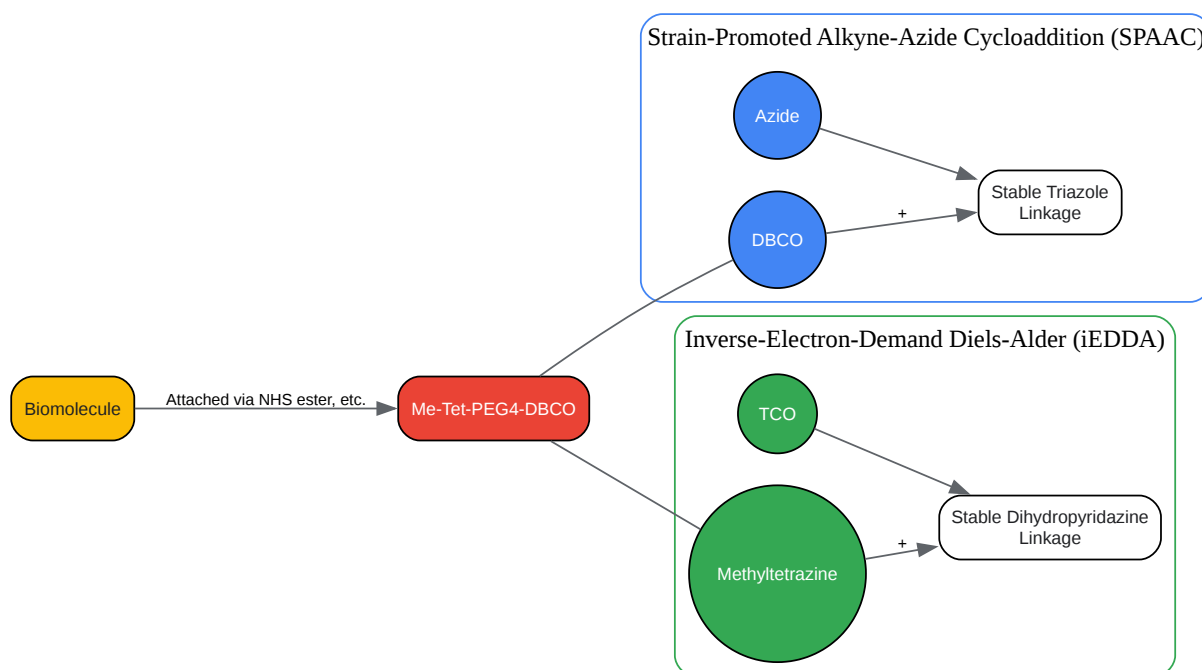 Strain-Promoted Alkyne-Azide Cycloaddition (SPAAC)
Azide
Stable Triazole
Linkage
+
DBCO
Inverse-Electron-Demand Diels-Alder (iEDDA)
Biomolecule
Attached via NHS ester, etc.
Me-Tet-PEG4-DBCO
TCO
Stable Dihydropyridazine
Linkage
+
Methyltetrazine